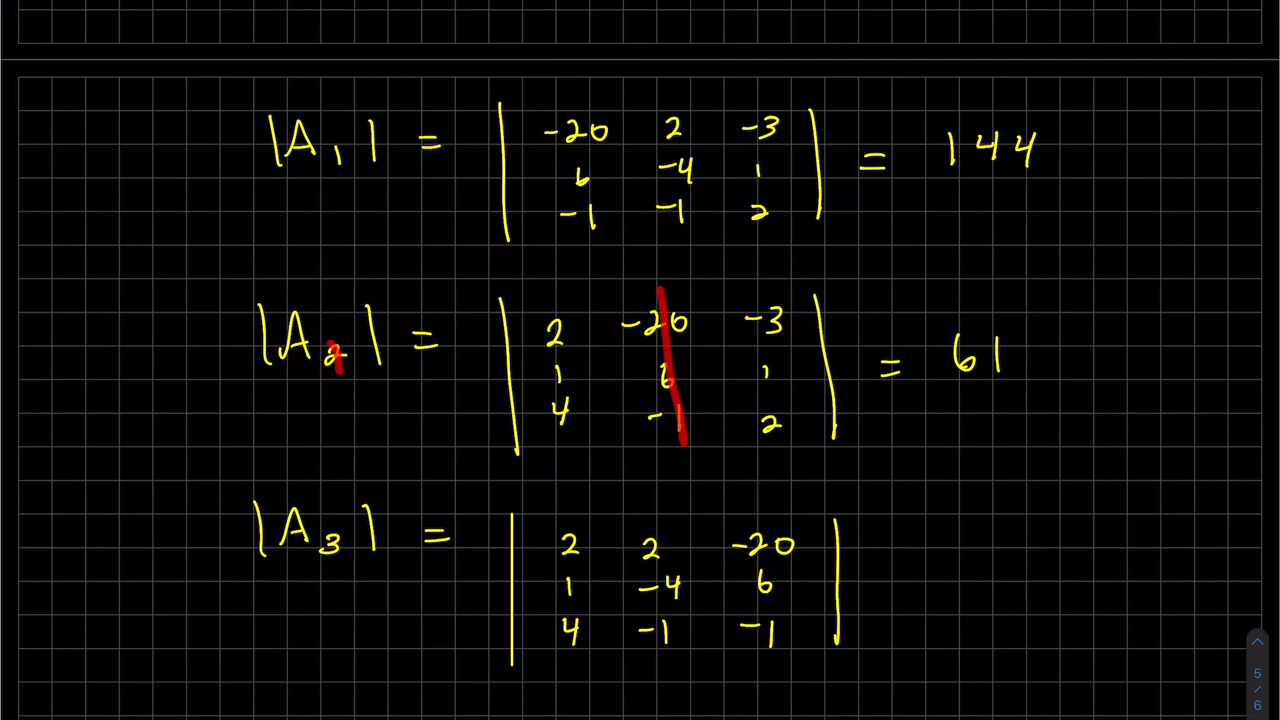 -20 2 -3
|A₁| = 6 -4 1 = 144
-1 -1 2
2 -20 -3
|A₂| = 1 6 1 = 61
4 -1 2
2 2 -20
|A₃| = 1 -4 6
4 -1 -1
5
/
6